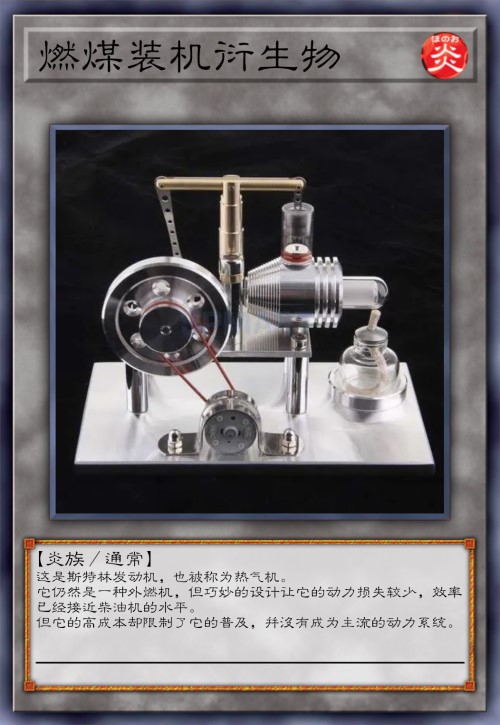 燃煤装机衍生物
ほのお
炎
【炎族／通常】
这是斯特林发动机，也被称为热气机。
它仍然是一种外燃机，但巧妙的设计让它的动力损失较少，效率
已经接近柴油机的水平。
但它的高成本却限制了它的普及，并没有成为主流的动力系统。